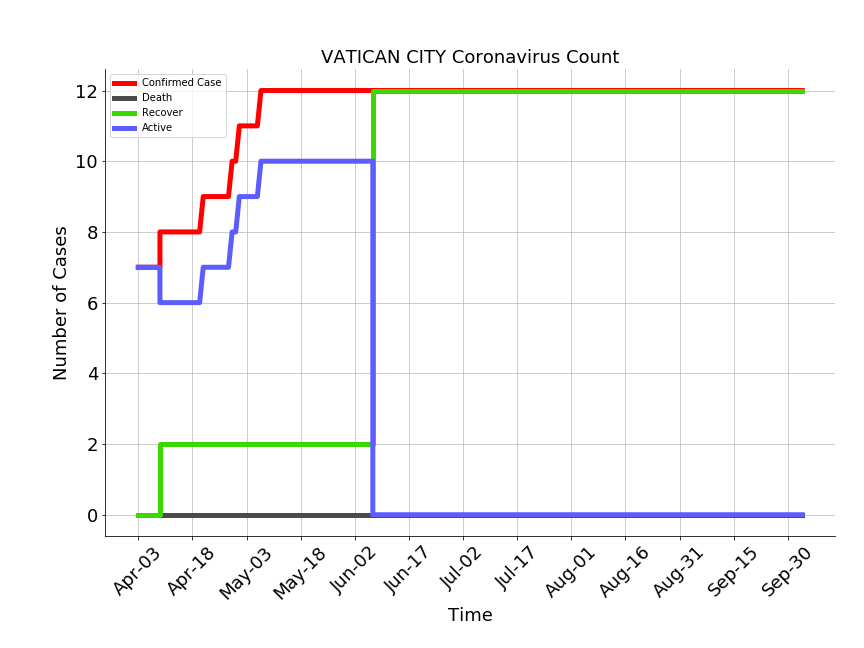 VATICAN CITY Coronavirus Count
Confirmed Case
Death
Recover
Active
Number of Cases
12
10
8
6
4
2
0
Apr-03
Apr-18
May-03
May-18
Jun-02
Jun-17
Jul-02
Jul-17
Aug-01
Aug-16
Aug-31
Sep-15
Sep-30
Time